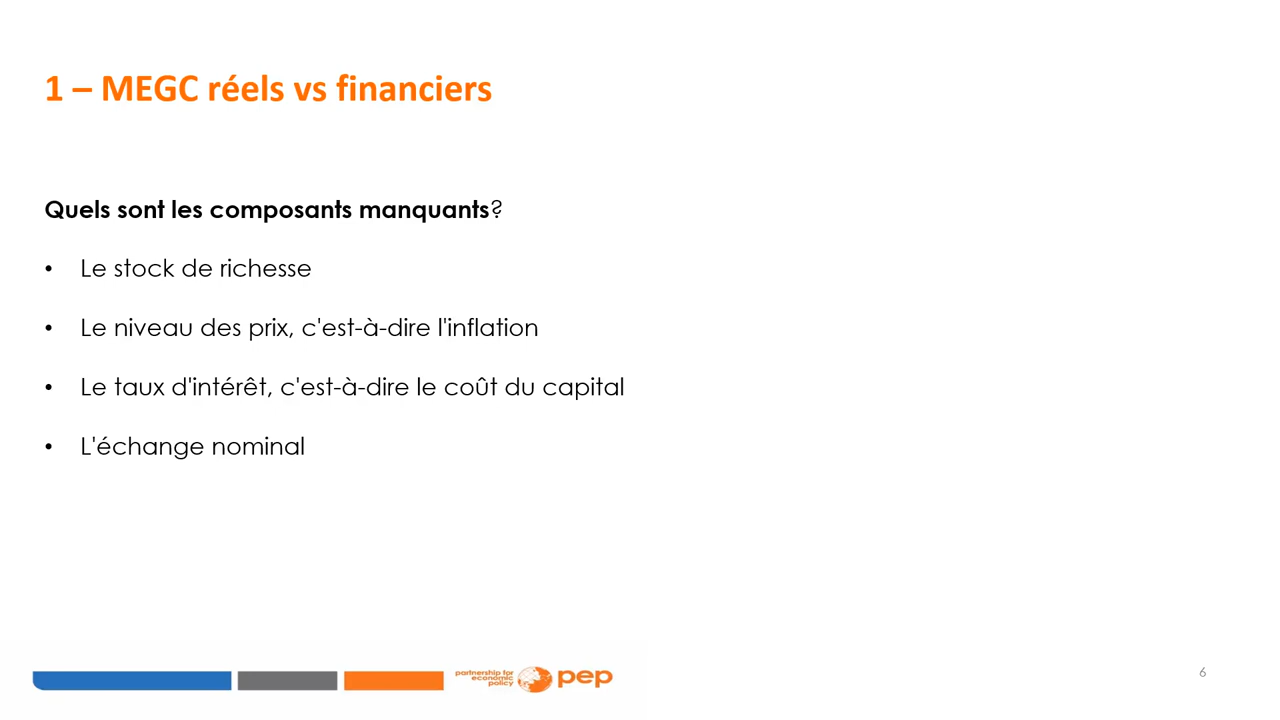 1 – MEGC réels vs financiers
Quels sont les composants manquants?
• Le stock de richesse
• Le niveau des prix, c'est-à-dire l'inflation
• Le taux d'intérêt, c'est-à-dire le coût du capital
• L'échange nominal
partnership for
economic
policy
pep
6